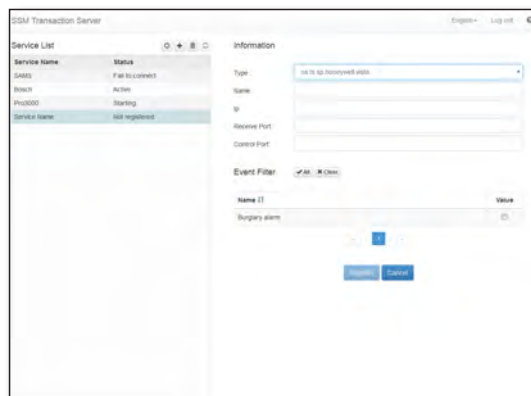 SSM Transaction Server
English
Log out
Service List
Service Name Status
SAMS Fail to connect
Bosch Active
Pro3000 Starting
Service Name Not registered
Information
Type
Name
Ip
Receive Port
Control Port
Event Filter
All
Clear
Name
Value
Burglary alarm
1
Register
Cancel